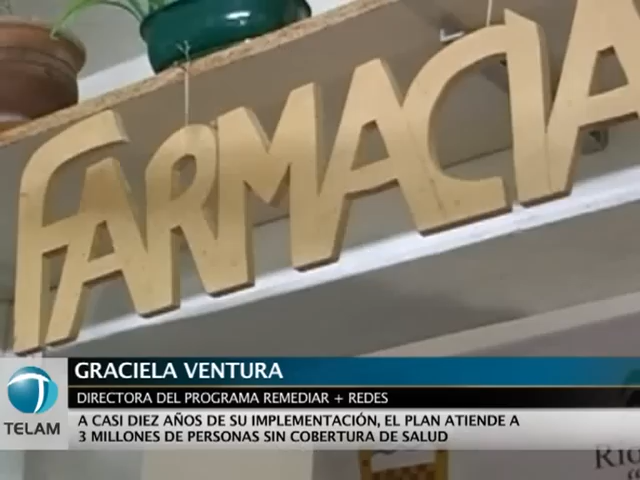 FARMACIA
GRACIELA VENTURA
DIRECTORA DEL PROGRAMA REMEDIAR + REDES
A CASI DIEZ AÑOS DE SU IMPLEMENTACIÓN, EL PLAN ATIENDE A
3 MILLONES DE PERSONAS SIN COBERTURA DE SALUD
TELAM